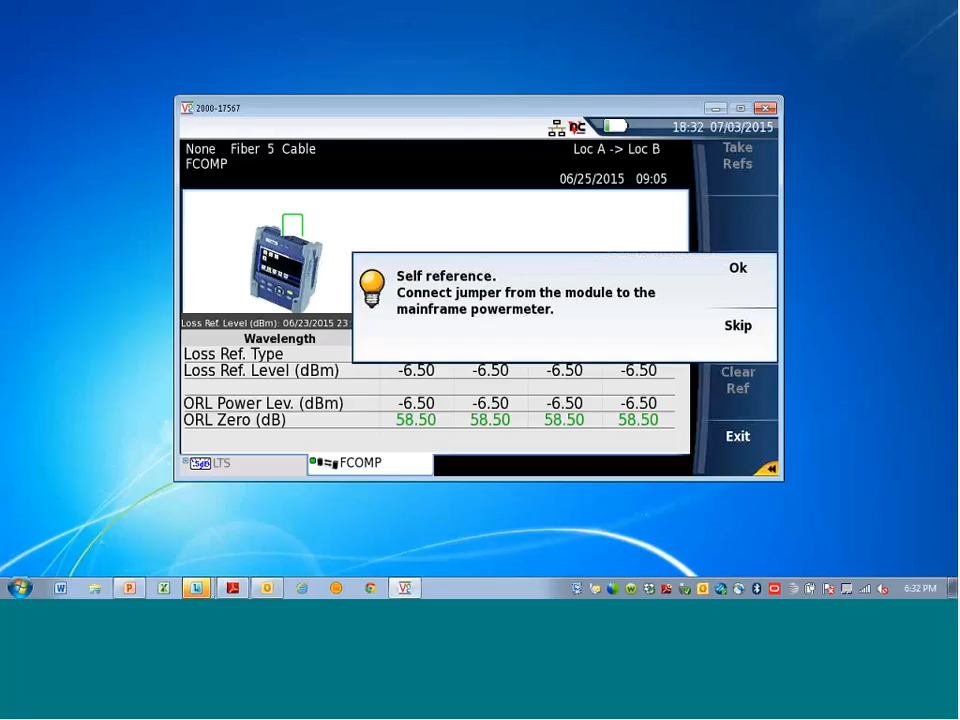 2000-17567
18:32 07/03/2015
None Fiber 5 Cable
Loc A -> Loc B
FCOMP
06/25/2015 09:05
Take
Refs
Self reference.
Connect jumper from the module to the
mainframe powermeter.
Ok
Skip
Loss Ref. Level (dBm): 06/23/2015 23
Wavelength
Loss Ref. Type
Loss Ref. Level (dBm) -6.50 -6.50 -6.50 -6.50
ORL Power Lev. (dBm) -6.50 -6.50 -6.50 -6.50
ORL Zero (dB) 58.50 58.50 58.50 58.50
Clear
Ref
Exit
LTS
FCOMP
6:32 PM